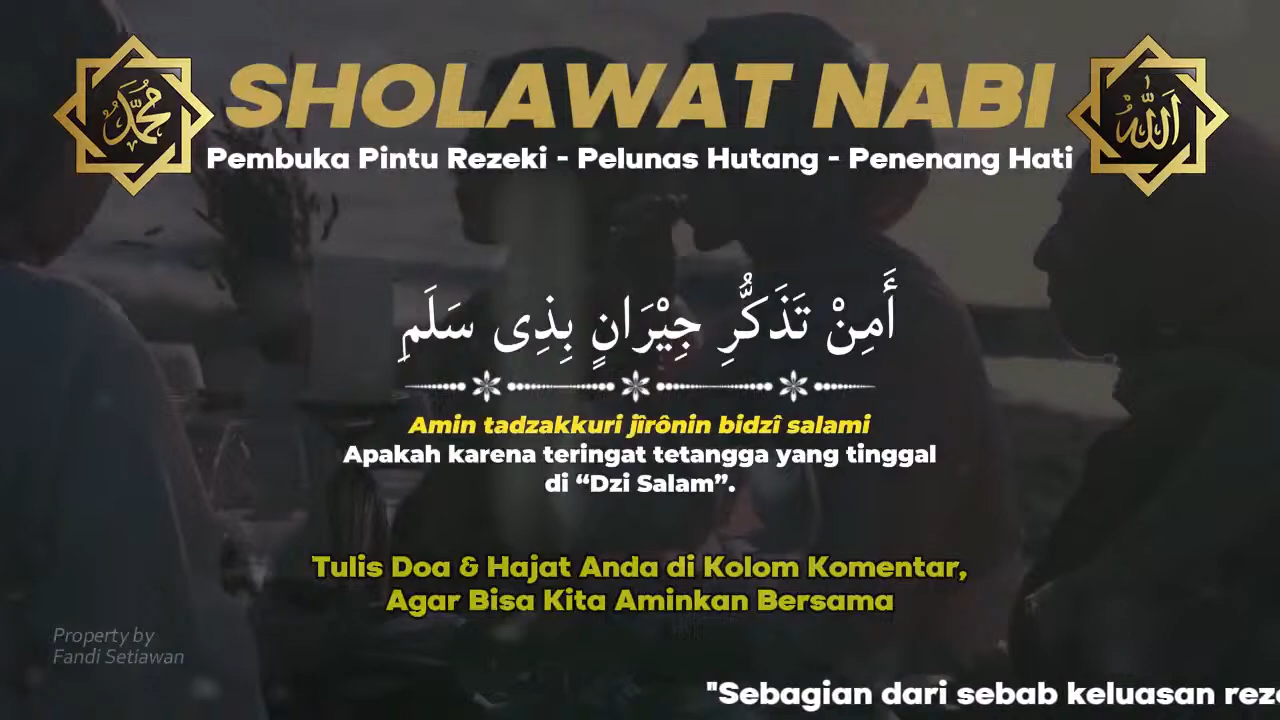 محمد
SHOLAWAT NABI
الله
Pembuka Pintu Rezeki - Pelunas Hutang - Penenang Hati
أَمِنْ تَذَكُّرِ جِيْرَانٍ بِذِى سَلَمِ
Amin tadzakkuri jîrônin bidzî salami
Apakah karena teringat tetangga yang tinggal
di “Dzi Salam”.
Tulis Doa & Hajat Anda di Kolom Komentar,
Agar Bisa Kita Aminkan Bersama
Property by
Fandi Setiawan
"Sebagian dari sebab keluasan